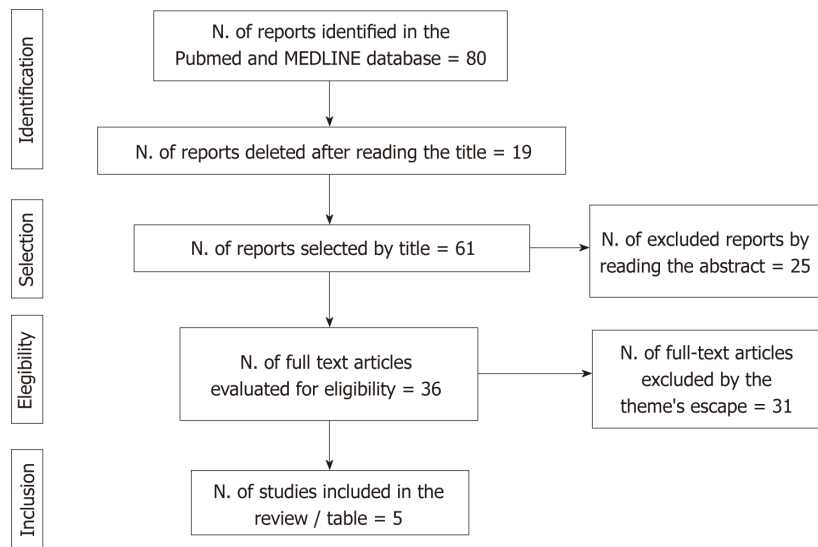 Identification
N. of reports identified in the
Pubmed and MEDLINE database = 80
N. of reports deleted after reading the title = 19
Selection
N. of reports selected by title = 61
N. of excluded reports by
reading the abstract = 25
Elegibility
N. of full text articles
evaluated for eligibility = 36
N. of full-text articles
excluded by the
theme's escape = 31
Inclusion
N. of studies included in the
review / table = 5